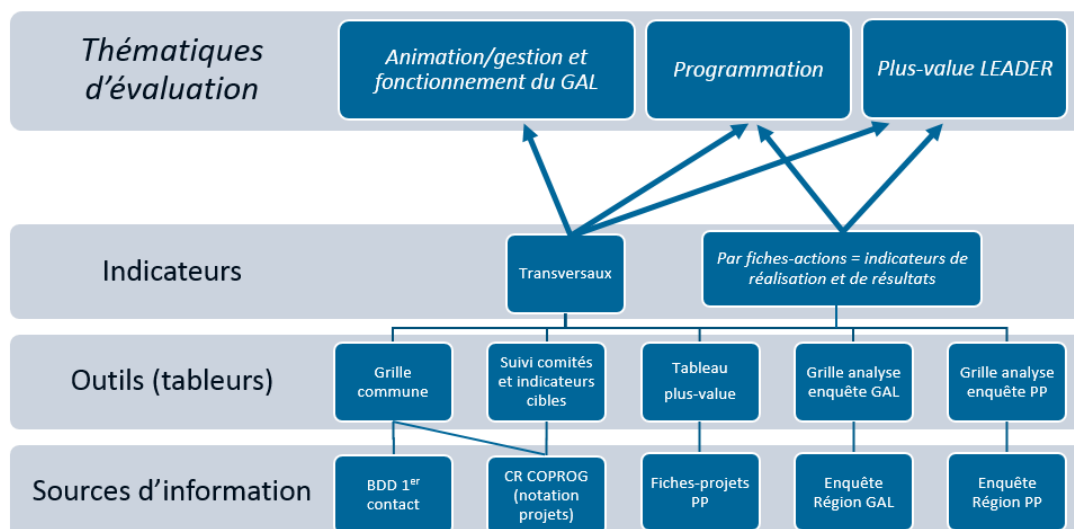 Thématiques
d'évaluation
Animation/gestion et
fonctionnement du GAL
Programmation
Plus-value LEADER
Indicateurs
Transversaux
Par fiches-actions = indicateurs de
réalisation et de résultats
Outils (tableurs)
Grille
commune
Suivi comités
et indicateurs
cibles
Tableau
plus-value
Grille analyse
enquête GAL
Grille analyse
enquête PP
Sources d'information
BDD 1er
contact
CR COPROG
(notation
projets)
Fiches-projets
PP
Enquête
Région GAL
Enquête
Région PP